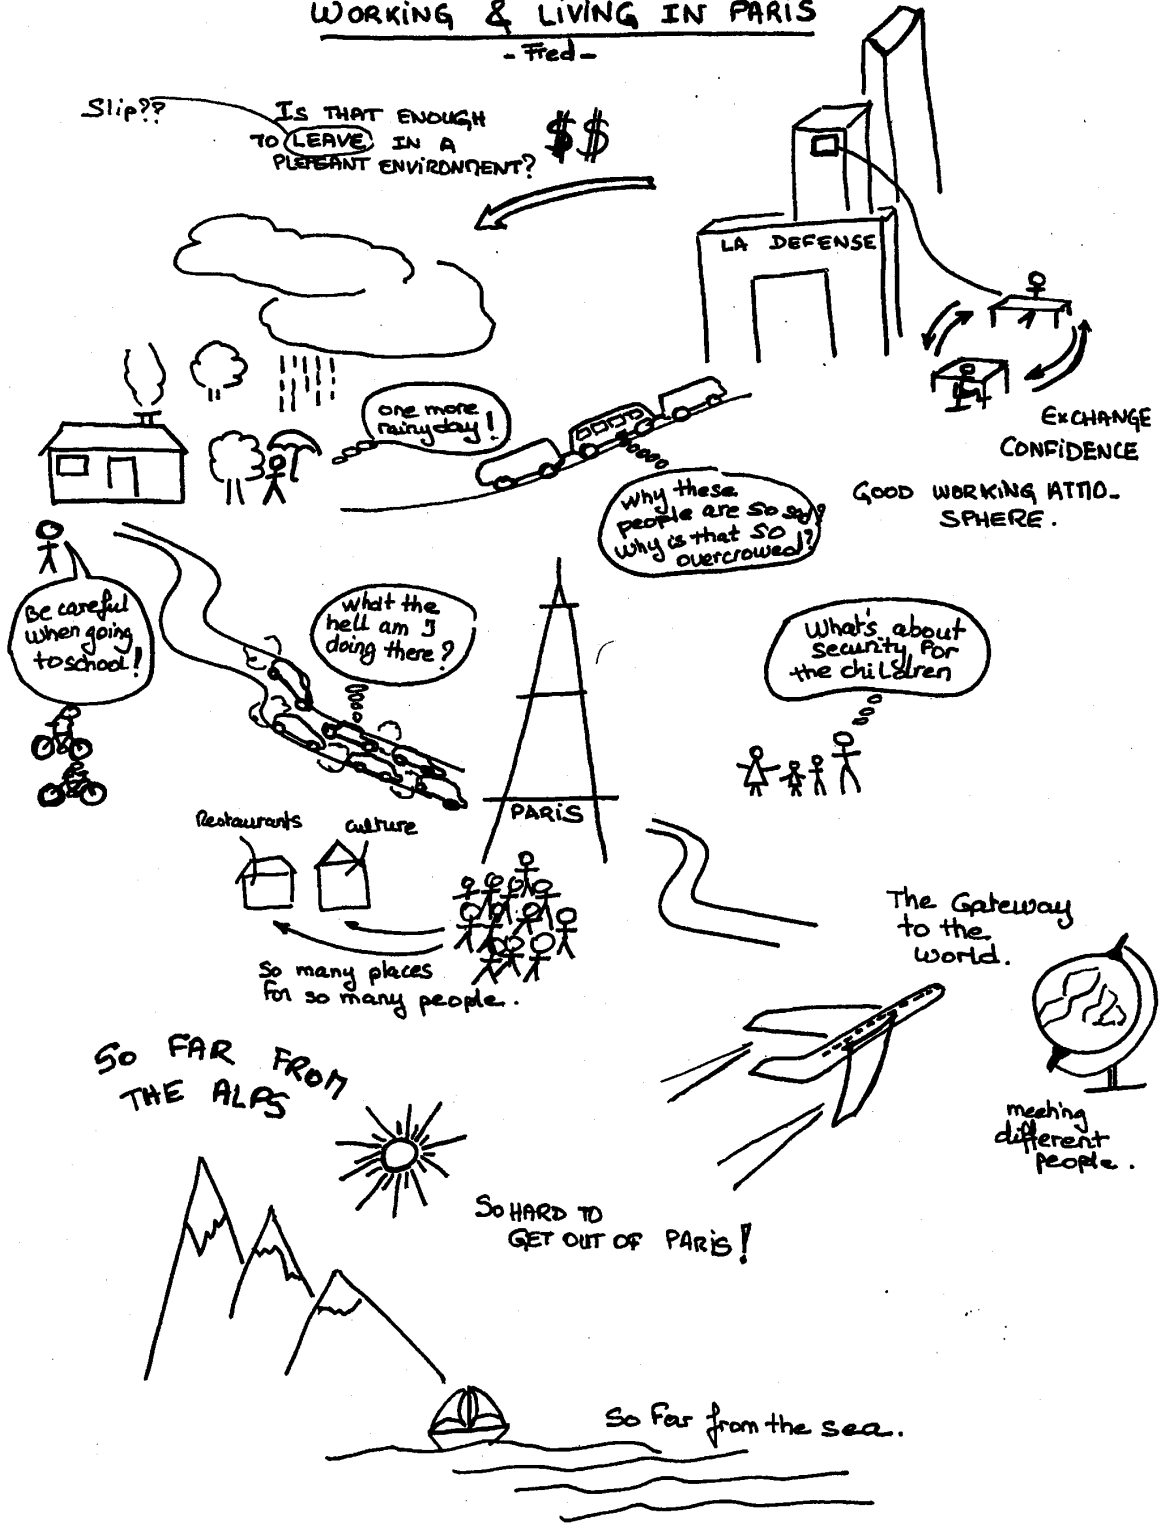 WORKING & LIVING IN PARIS
- Fred -
Slip??
IS THAT ENOUGH
TO LEAVE IN A
PLEASANT ENVIRONMENT?
$$
LA DEFENSE
EXCHANGE
CONFIDENCE
GOOD WORKING ATMO-
SPHERE.
one more
rainy day!
Why these
people are so sad?
Why is that so
overcrowed?
Be careful
when going
to school!
What the
hell am I
doing there?
What's about
security for
the children
PARIS
Restaurants
Culture
So many places
for so many people.
The Gateway
to the
world.
meeting
different
people.
SO FAR FROM
THE ALPS
SO HARD TO
GET OUT OF PARIS!
So far from the sea.